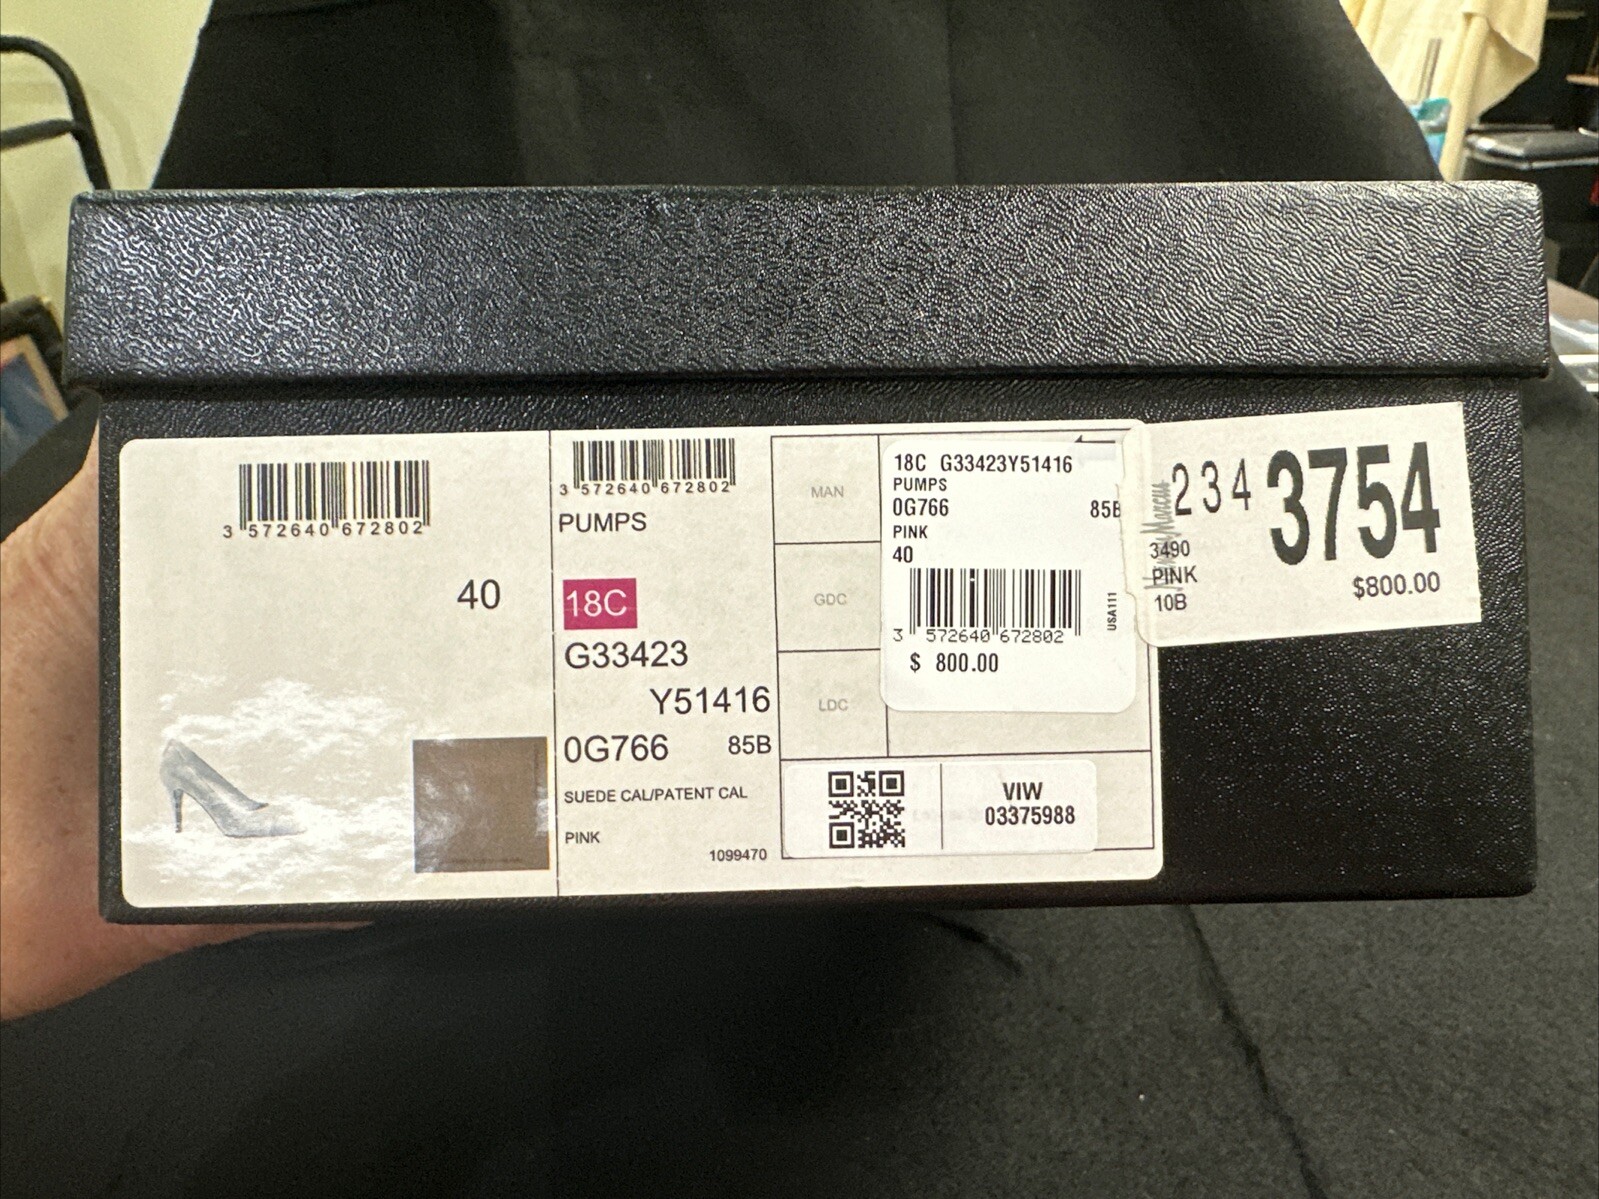 3 572640 672802
40
3 572640 672802
PUMPS
18C
G33423
Y51416
0G766 85B
SUEDE CAL/PATENT CAL
PINK
1099470
MAN
GDC
LDC
18C G33423Y51416
PUMPS
0G766 85B
PINK
40
3 572640 672802
USA111
$ 800.00
VIW
03375988
Neiman Marcus
234 3754
3490
PINK
10B
$800.00